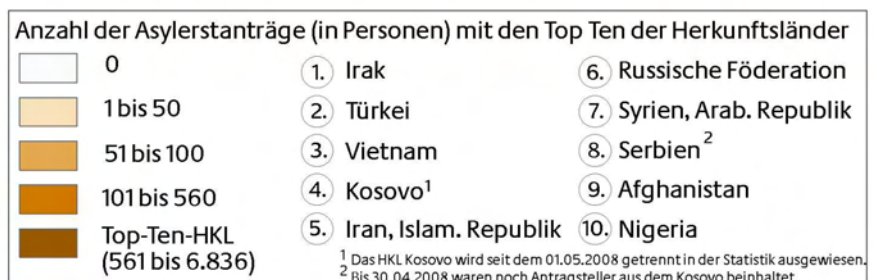 Anzahl der Asylerstanträge (in Personen) mit den Top Ten der Herkunftsländer
0
1 bis 50
51 bis 100
101 bis 560
Top-Ten-HKL
(561 bis 6.836)
1. Irak
2. Türkei
3. Vietnam
4. Kosovo¹
5. Iran, Islam. Republik
6. Russische Föderation
7. Syrien, Arab. Republik
8. Serbien²
9. Afghanistan
10. Nigeria
¹ Das HKL Kosovo wird seit dem 01.05.2008 getrennt in der Statistik ausgewiesen.
² Bis 30.04.2008 waren noch Antragsteller aus dem Kosovo beinhaltet